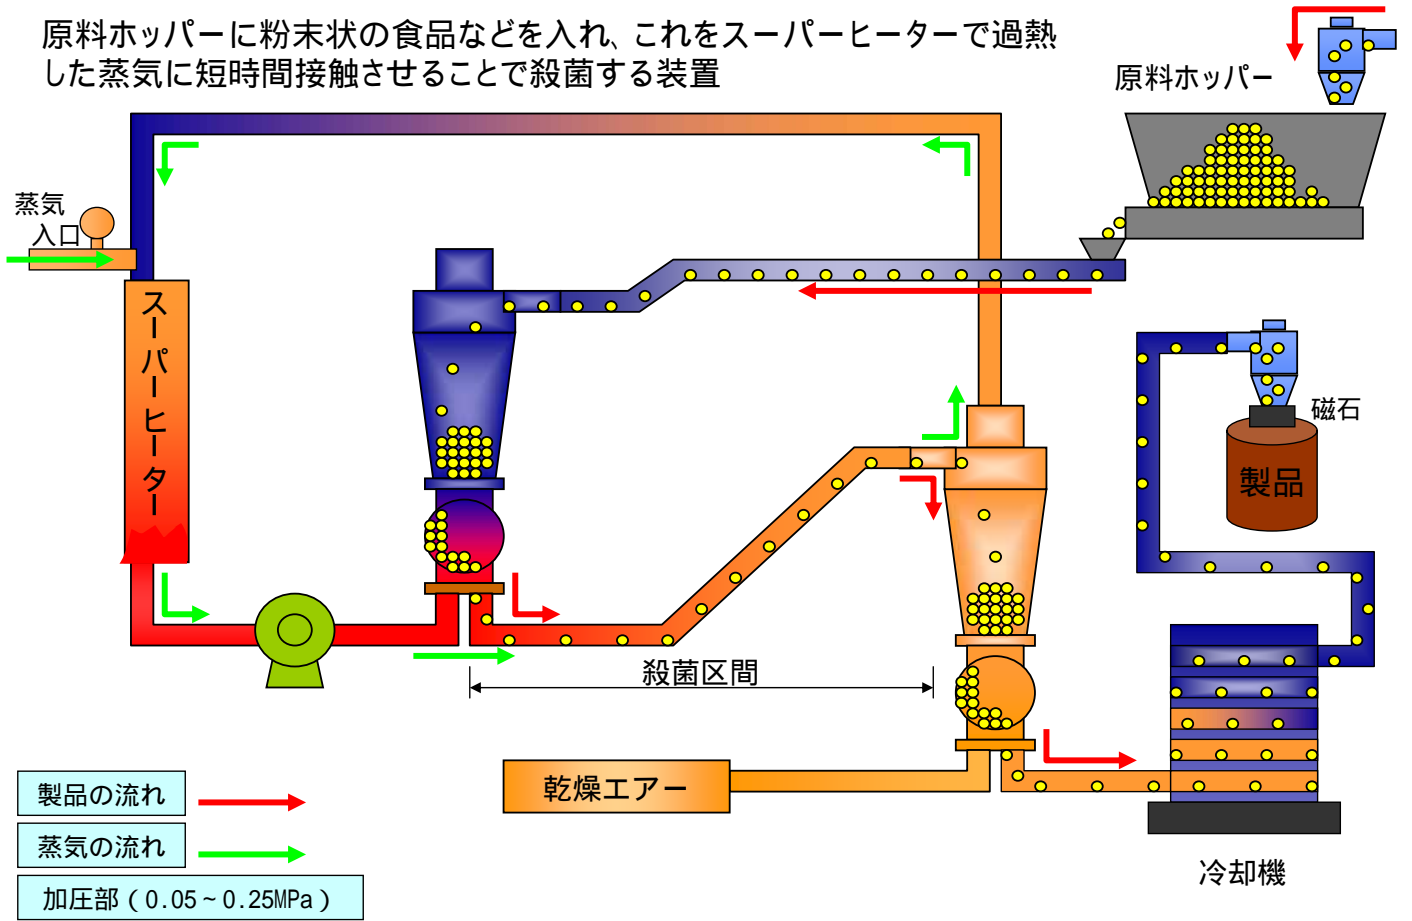 原料ホッパーに粉末状の食品などを入れ、これをスーパーヒーターで過熱
した蒸気に短時間接触させることで殺菌する装置
原料ホッパー
蒸気
入口
スーパーヒーター
磁石
製品
殺菌区間
乾燥エアー
製品の流れ
蒸気の流れ
加圧部（0.05～0.25MPa）
冷却機